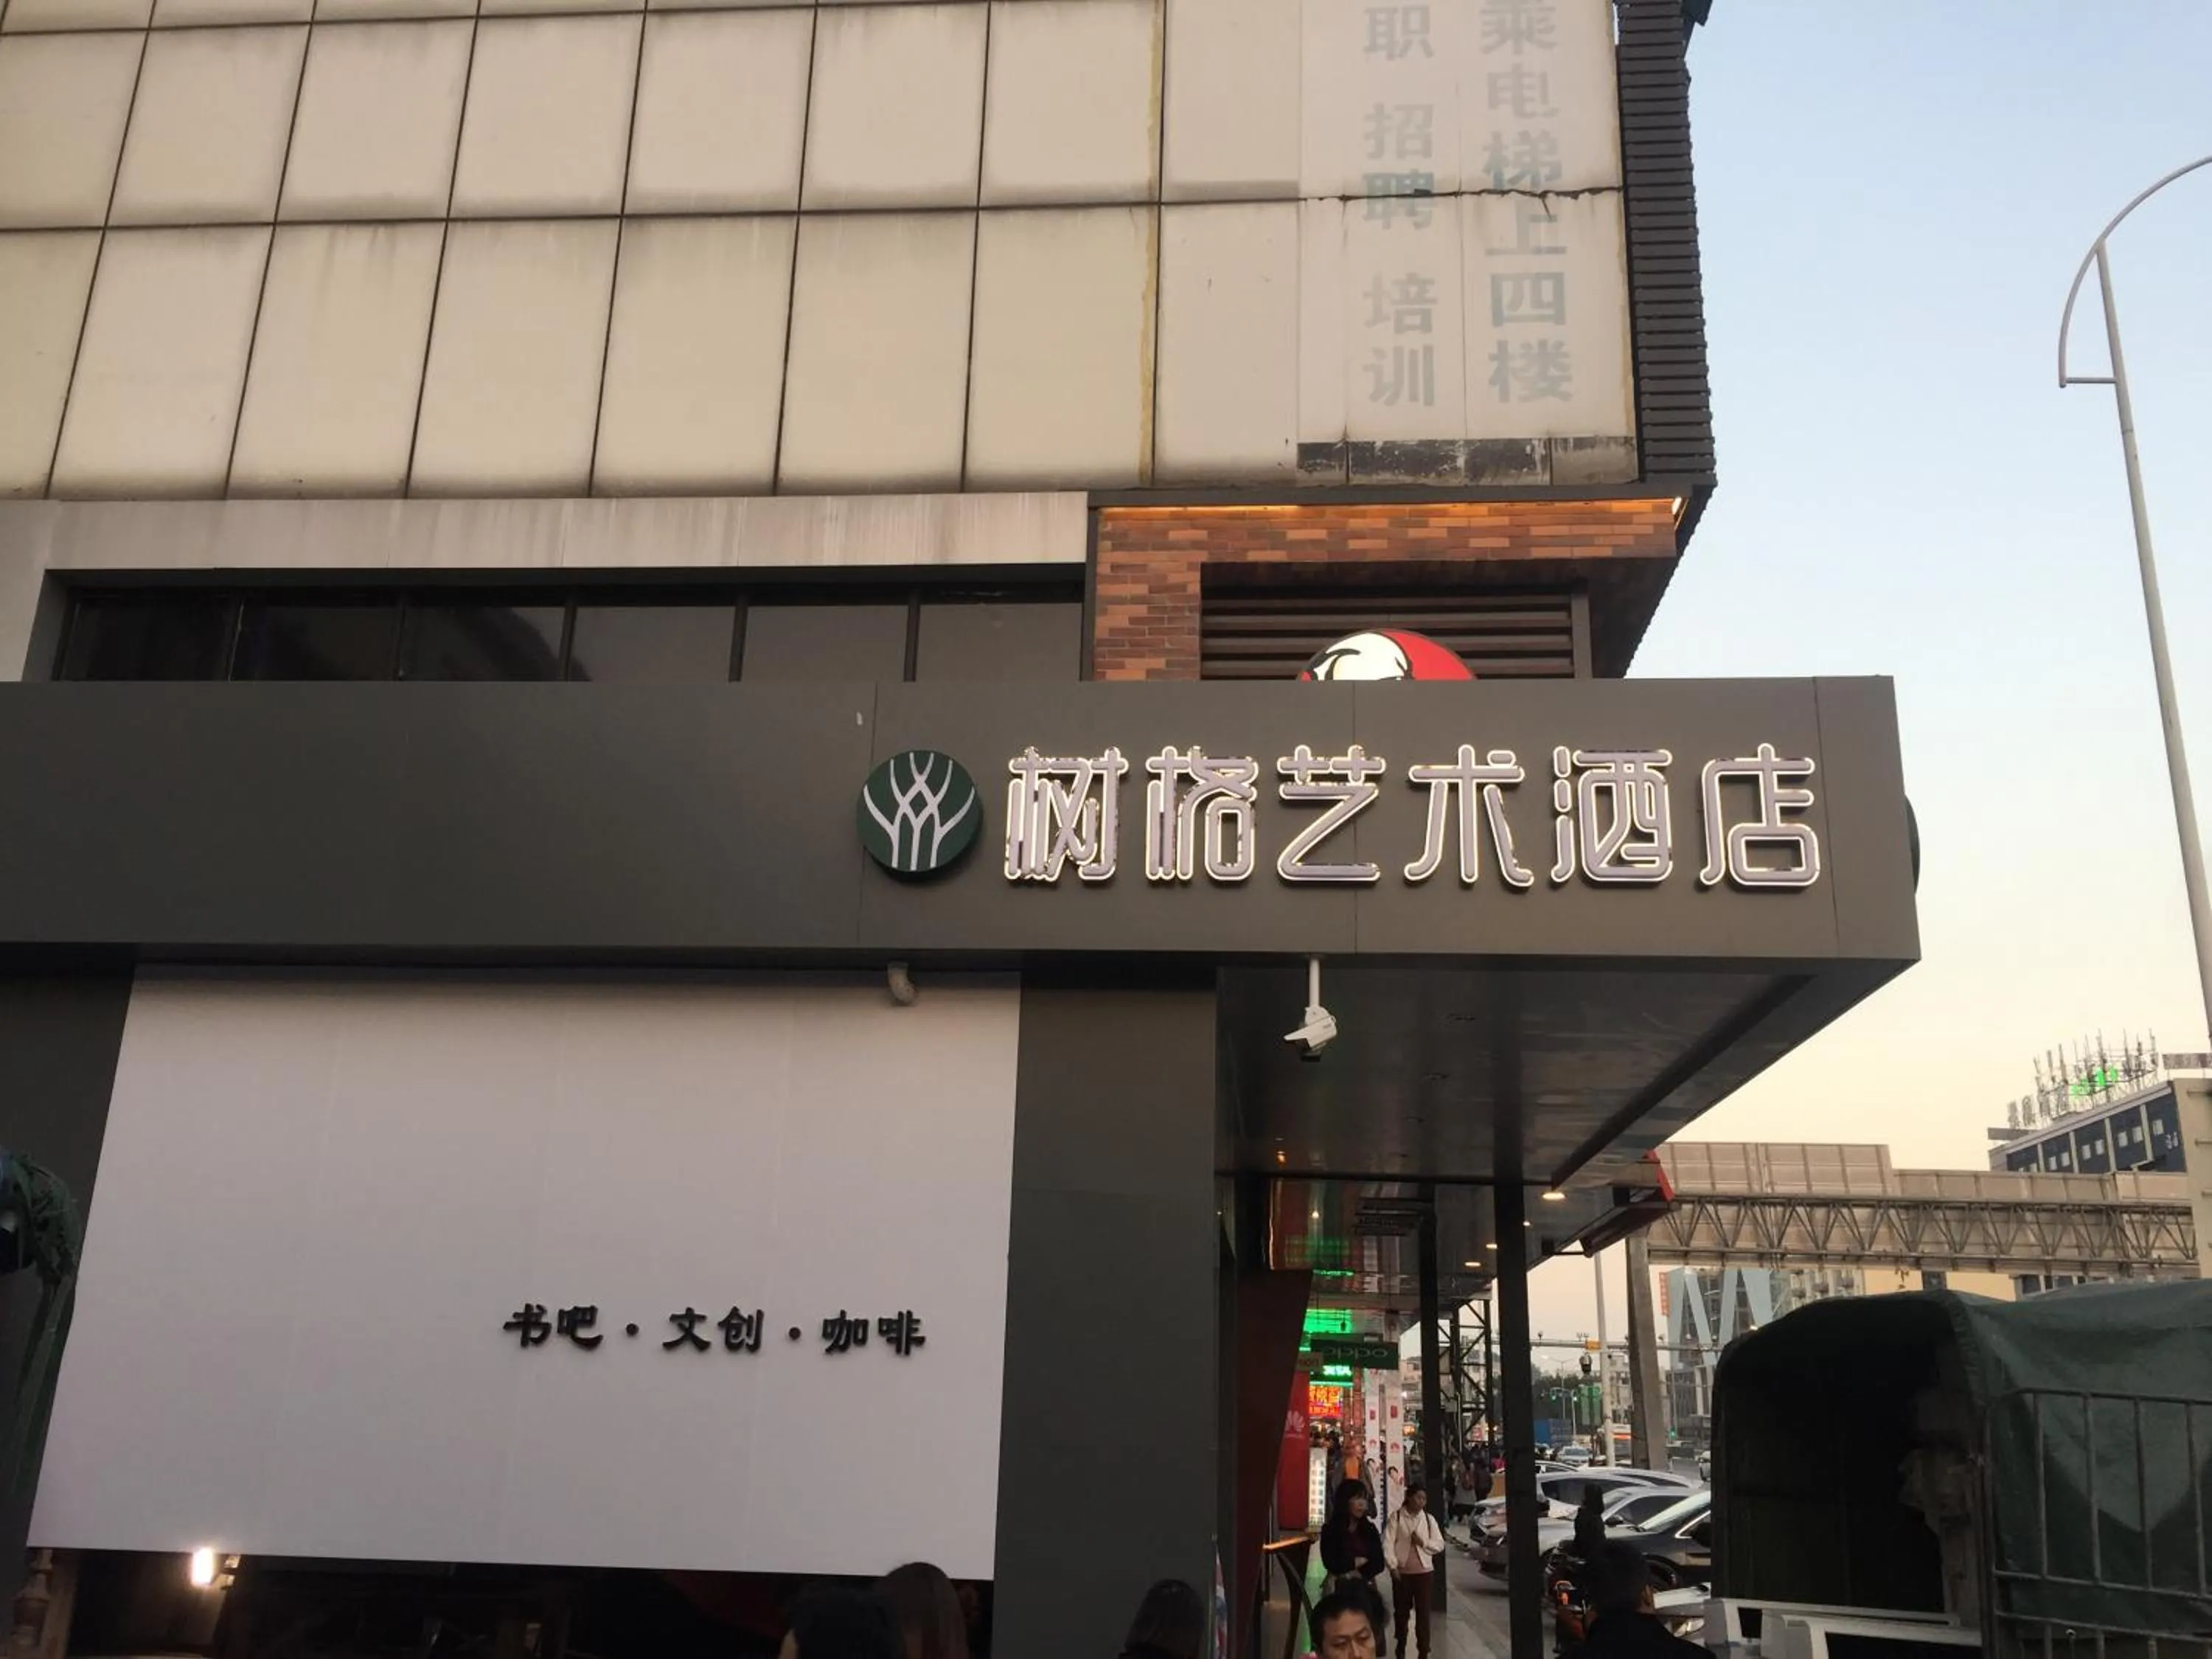 乘电梯上四楼
职 招聘 培训
树格艺术酒店
书吧·文创·咖啡
oppo